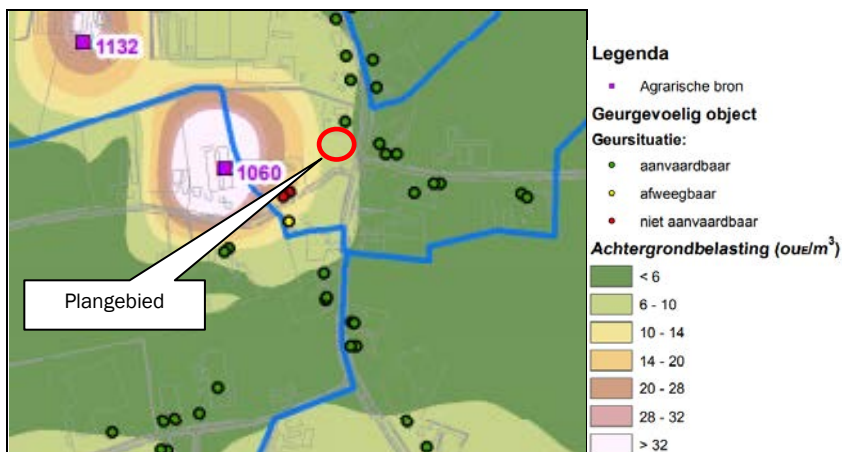 1132
1060
Plangebied
Legenda
Agrarische bron
Geurgevoelig object
Geursituatie:
aanvaardbaar
afweegbaar
niet aanvaardbaar
Achtergrondbelasting (ouE/m³)
< 6
6 - 10
10 - 14
14 - 20
20 - 28
28 - 32
> 32